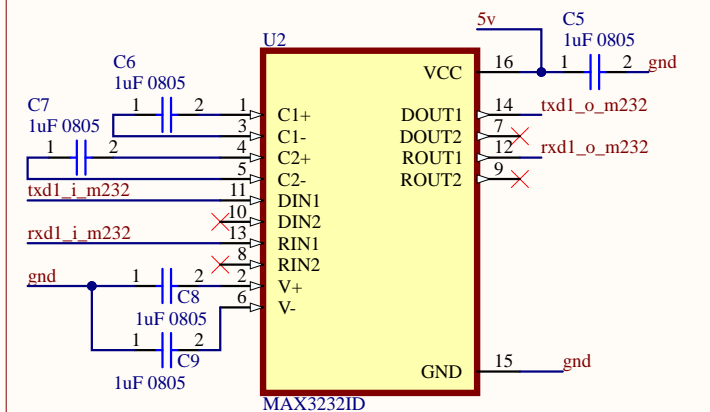 5v
C5
1uF 0805
U2
16
1
2
gnd
VCC
C6
1uF 0805
1
2
1
C1+
DOUT1
14
txd1_o_m232
C7
1uF 0805
3
C1-
DOUT2
7
1
2
4
C2+
ROUT1
12
rxd1_o_m232
5
C2-
ROUT2
9
txd1_i_m232
11
DIN1
10
DIN2
rxd1_i_m232
13
RIN1
8
RIN2
gnd
1
2
2
V+
C8
1uF 0805
6
V-
1
2
C9
1uF 0805
GND
15
gnd
MAX3232ID